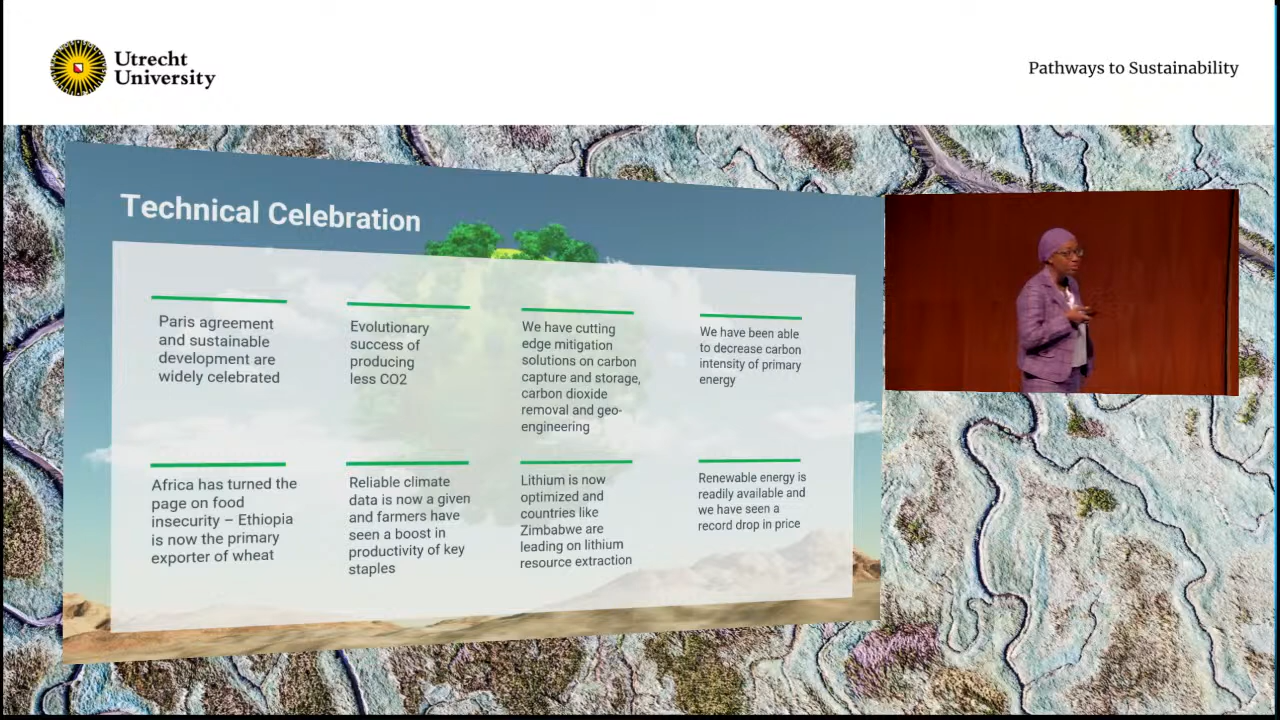 Utrecht
University
Pathways to Sustainability
Technical Celebration
Paris agreement
and sustainable
development are
widely celebrated
Evolutionary
success of
producing
less CO2
We have cutting
edge mitigation
solutions on carbon
capture and storage,
carbon dioxide
removal and geo-
engineering
We have been able
to decrease carbon
intensity of primary
energy
Africa has turned the
page on food
insecurity – Ethiopia
is now the primary
exporter of wheat
Reliable climate
data is now a given
and farmers have
seen a boost in
productivity of key
staples
Lithium is now
optimized and
countries like
Zimbabwe are
leading on lithium
resource extraction
Renewable energy is
readily available and
we have seen a
record drop in price